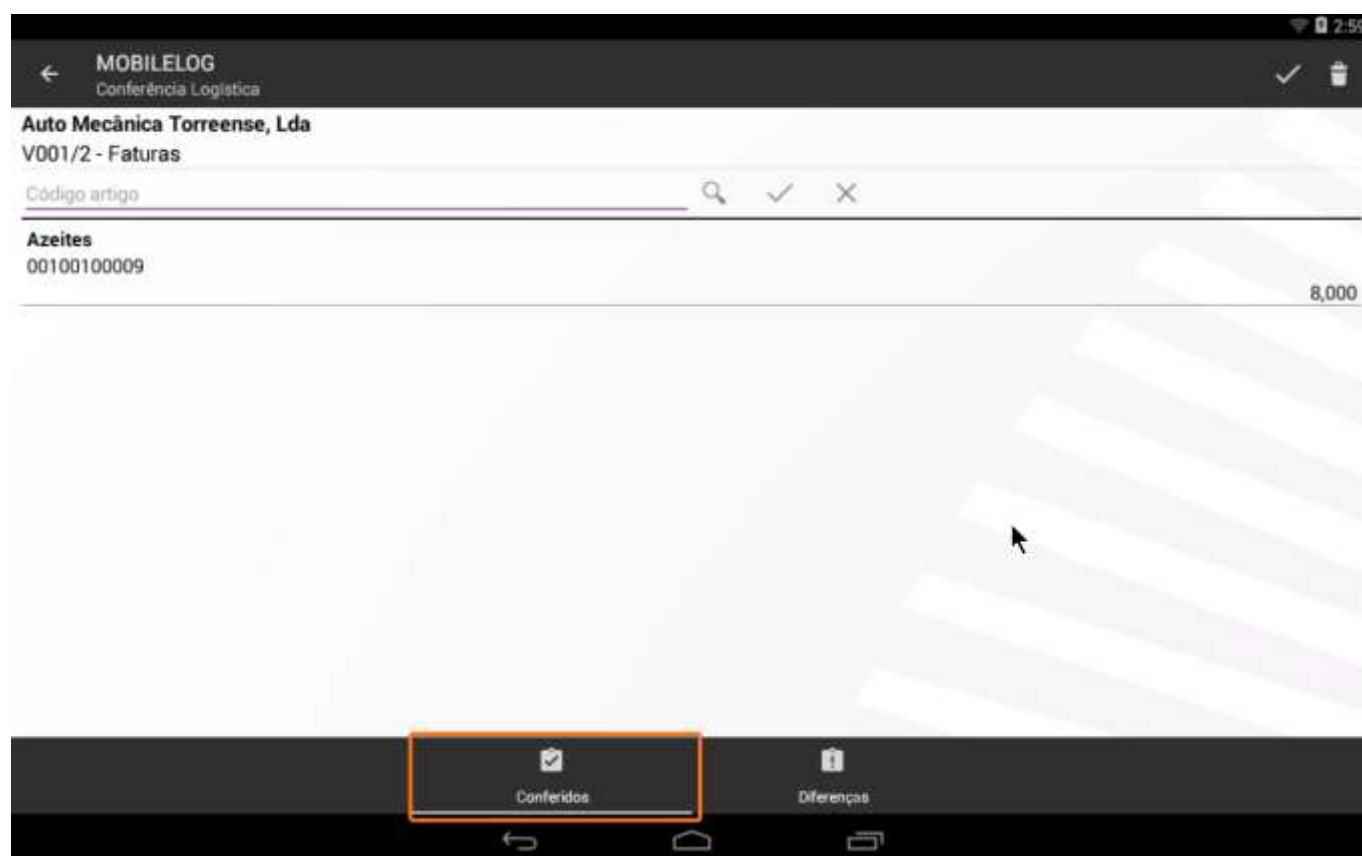 2:59
MOBILELOG
Conferência Logística
Auto Mecânica Torreense, Lda
V001/2 - Faturas
Código artigo
Azeites
00100100009
8,000
Conferidos
Diferenças